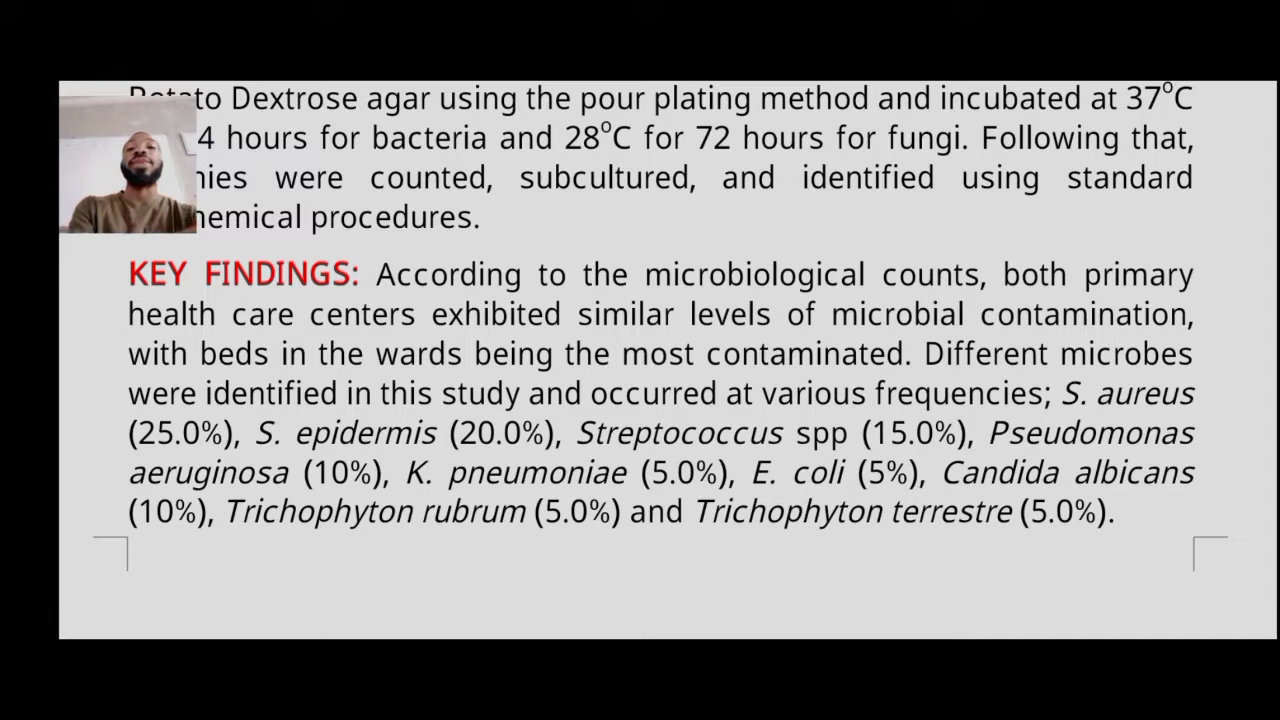 Potato Dextrose agar using the pour plating method and incubated at 37°C
4 hours for bacteria and 28°C for 72 hours for fungi. Following that,
were counted, subcultured, and identified using standard
procedures.
KEY FINDINGS: According to the microbiological counts, both primary
health care centers exhibited similar levels of microbial contamination,
with beds in the wards being the most contaminated. Different microbes
were identified in this study and occurred at various frequencies; S. aureus
(25.0%), S. epidermis (20.0%), Streptococcus spp (15.0%), Pseudomonas
aeruginosa (10%), K. pneumoniae (5.0%), E. coli (5%), Candida albicans
(10%), Trichophyton rubrum (5.0%) and Trichophyton terrestre (5.0%).